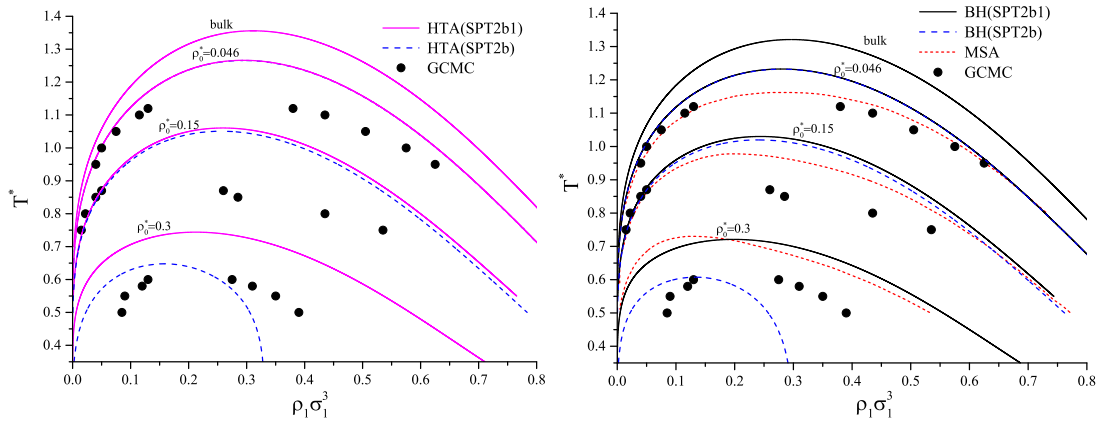 1.4
1.3
1.2
1.1
1.0
0.9
0.8
0.7
0.6
0.5
0.4
T*
0.0 0.1 0.2 0.3 0.4 0.5 0.6 0.7 0.8
ρ₁σ₁³
bulk
ρ₀*=0.046
ρ₀*=0.15
ρ₀*=0.3
HTA(SPT2b1)
HTA(SPT2b)
GCMC
1.4
1.3
1.2
1.1
1.0
0.9
0.8
0.7
0.6
0.5
0.4
T*
0.0 0.1 0.2 0.3 0.4 0.5 0.6 0.7 0.8
ρ₁σ₁³
BH(SPT2b1)
BH(SPT2b)
MSA
GCMC
bulk
ρ₀*=0.046
ρ₀*=0.15
ρ₀*=0.3